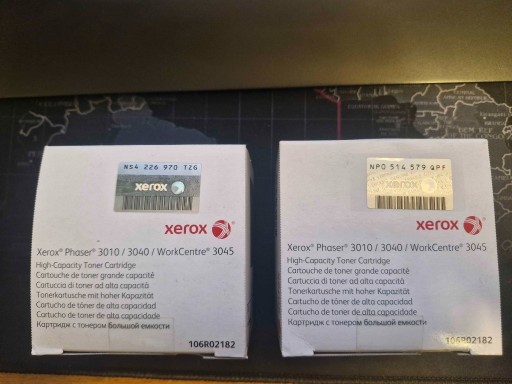 NS4 226 970 TZ6
xerox
xerox
Xerox® Phaser® 3010 / 3040 / WorkCentre® 3045
High-Capacity Toner Cartridge
Cartouche de toner grande capacité
Cartuccia di toner ad alta capacità
Tonerkartusche mit hoher Kapazität
Cartucho de toner de alta capacidad
Cartucho de toner de alta capacidade
Картридж с тонером большой емкости
106R02182
NP0 514 579 QPF
xerox
xerox
Xerox® Phaser® 3010 / 3040 / WorkCentre® 3045
High-Capacity Toner Cartridge
Cartouche de toner grande capacité
Cartuccia di toner ad alta capacità
Tonerkartusche mit hoher Kapazität
Cartucho de toner de alta capacidad
Cartucho de toner de alta capacidade
Картридж с тонером большой емкости
106R02182